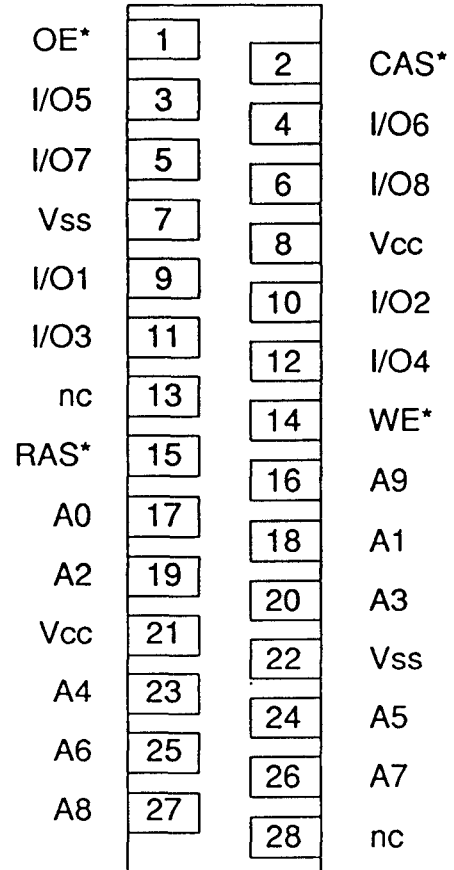 OE* 1
2 CAS*
I/O5 3
4 I/O6
I/O7 5
6 I/O8
Vss 7
8 Vcc
I/O1 9
10 I/O2
I/O3 11
12 I/O4
nc 13
14 WE*
RAS* 15
16 A9
A0 17
18 A1
A2 19
20 A3
Vcc 21
22 Vss
A4 23
24 A5
A6 25
26 A7
A8 27
28 nc